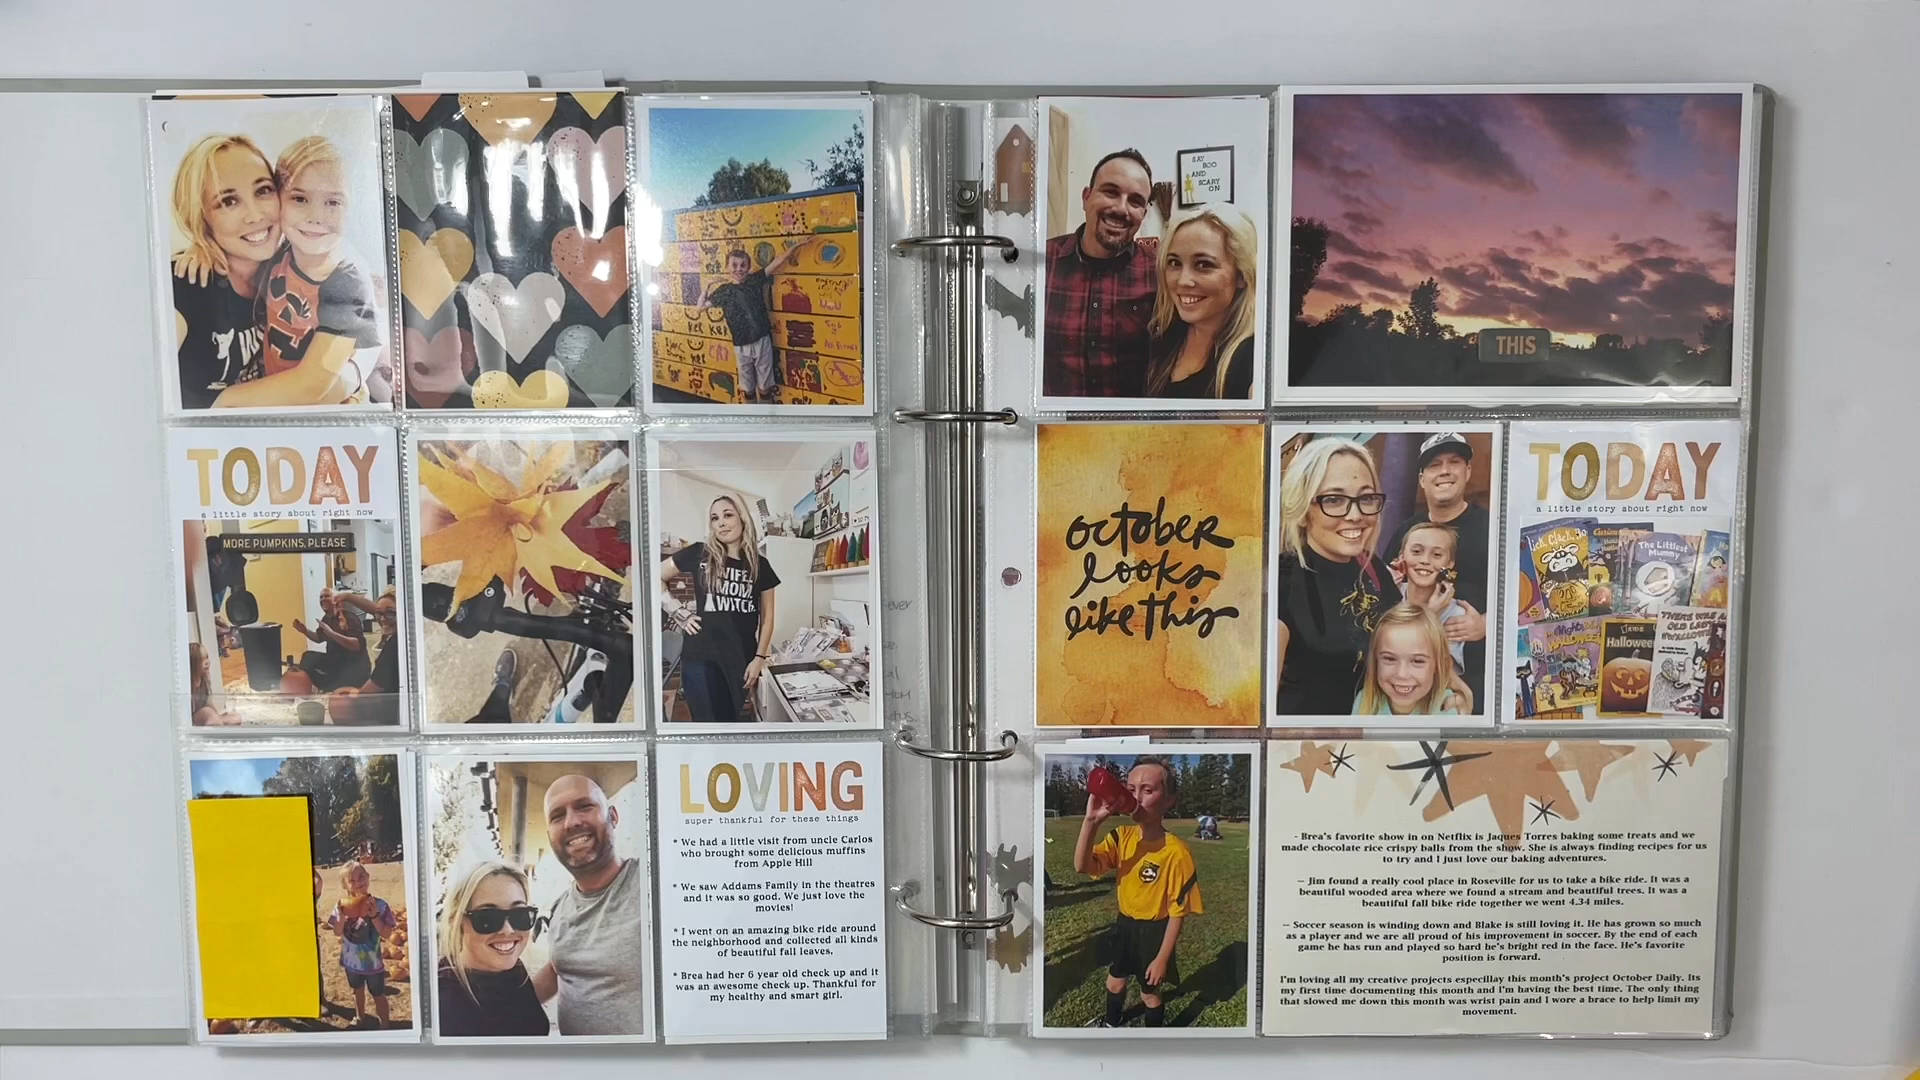 SAY
BOO
AND
SCARY
ON
THIS
TODAY
a little story about right now
MORE PUMPKINS, PLEASE
WIFE.
MOM.
WITCH.
october
looks
like this
TODAY
a little story about right now
The Littlest
Mummy
Halloween
THERE WAS A
OLD LADY
LOVING
super thankful for these things
* We had a little visit from uncle Carlos
who brought some delicious muffins
from Apple Hill
* We saw Addams Family in the theatres
and it was so good. We just love the
movies!
* I went on an amazing bike ride around
the neighborhood and collected all kinds
of beautiful fall leaves.
* Brea had her 6 year old check up and it
was an awesome check up. Thankful for
my healthy and smart girl.
- Brea's favorite show in on Netflix is Jaques Torres baking some treats and we
made chocolate rice crispy balls from the show. She is always finding recipes for us
to try and I just love our baking adventures.
— Jim found a really cool place in Roseville for us to take a bike ride. It was a
beautiful wooded area where we found a stream and beautiful trees. It was a
beautiful fall bike ride together we went 4.34 miles.
— Soccer season is winding down and Blake is still loving it. He has grown so much
as a player and we are all proud of his improvement in soccer. By the end of each
game he has run and played so hard he's bright red in the face. He's favorite
position is forward.
I'm loving all my creative projects especillay this month's project October Daily. Its
my first time documenting this month and I'm having the best time. The only thing
that slowed me down this month was wrist pain and I wore a brace to help limit my
movement.